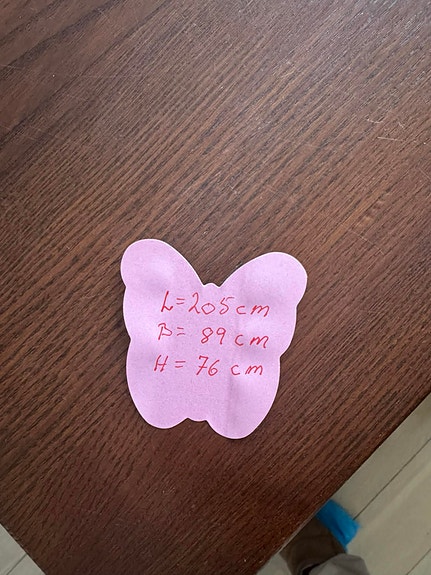 L=205cm
B= 89 cm
H = 76 cm